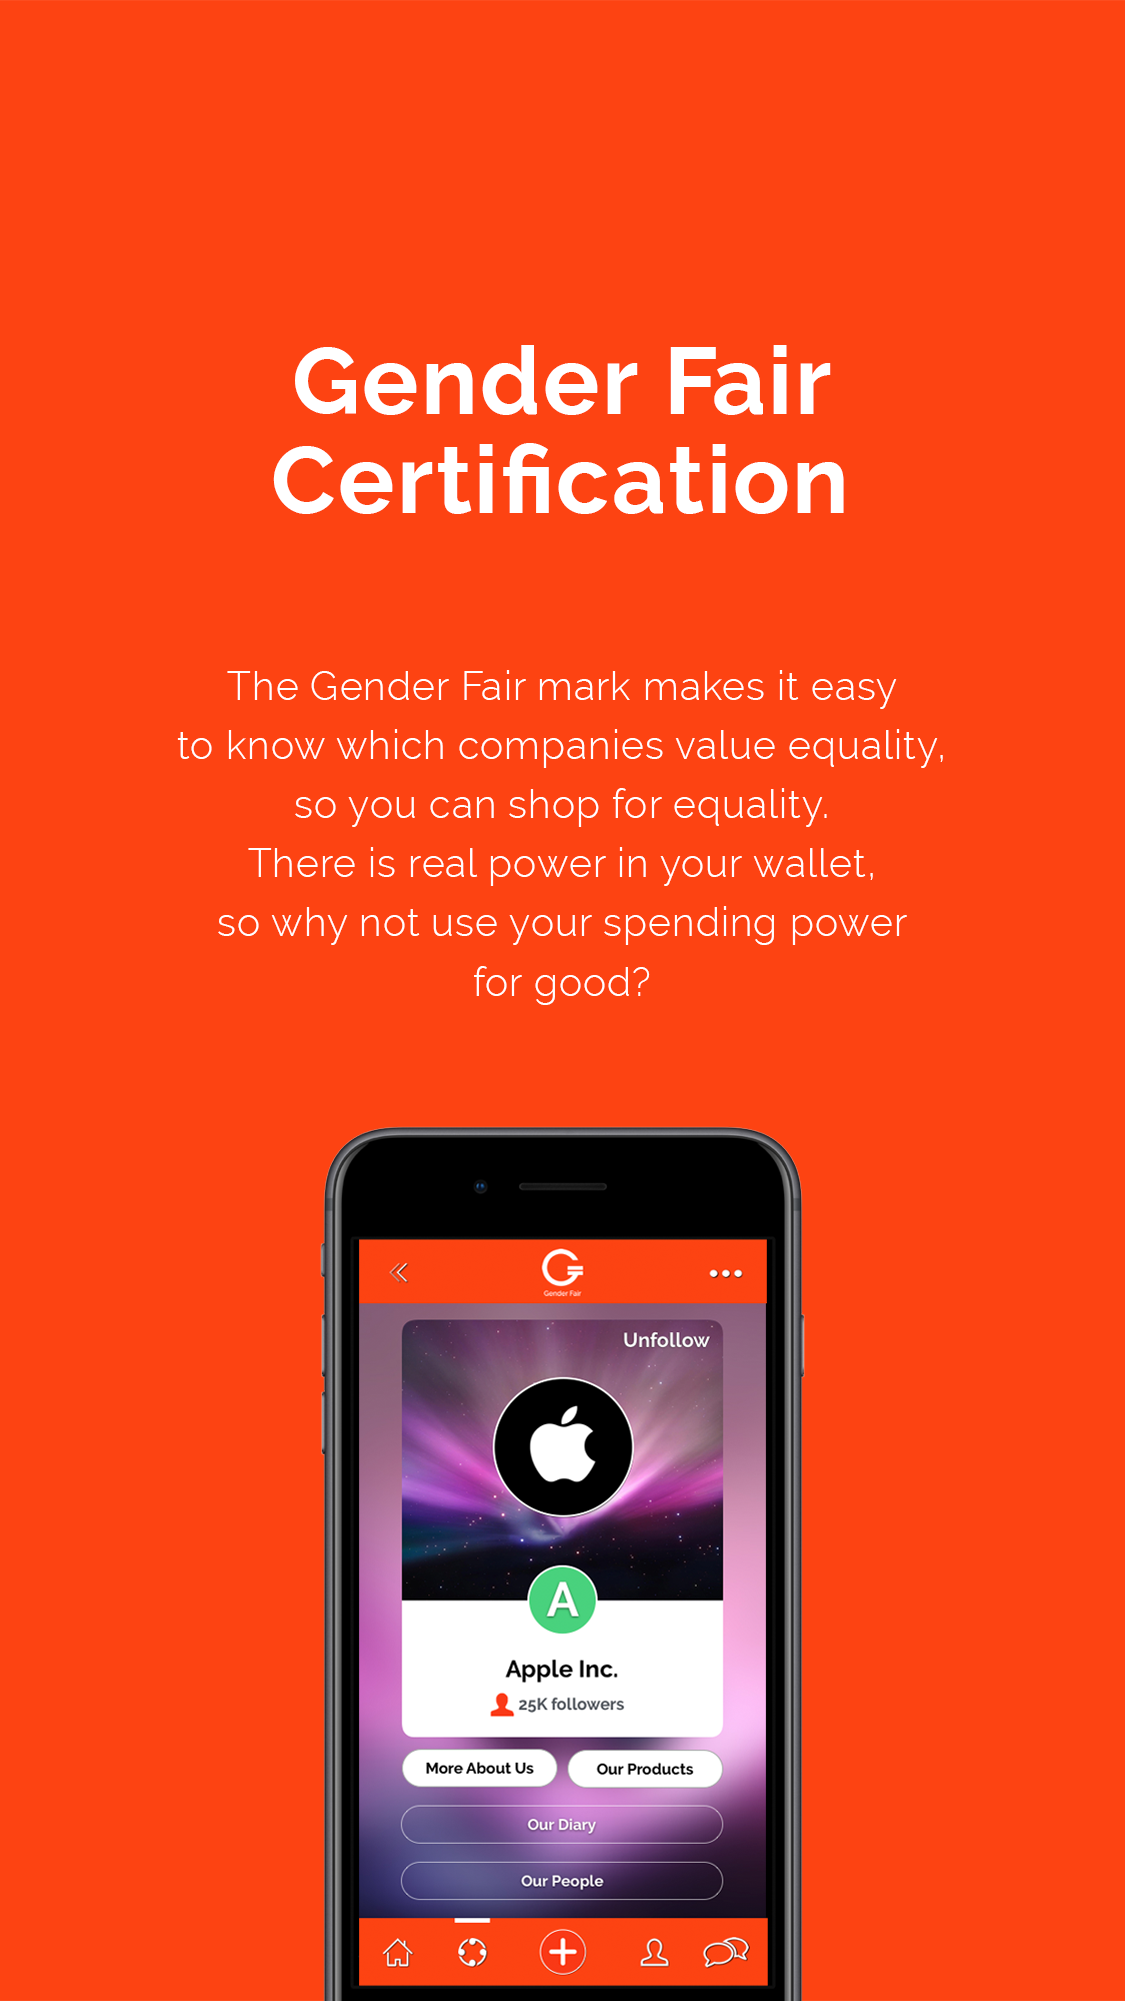 Gender Fair
Certification
The Gender Fair mark makes it easy
to know which companies value equality,
so you can shop for equality.
There is real power in your wallet,
so why not use your spending power
for good?
Gender Fair
Unfollow
A
Apple Inc.
25K followers
More About Us
Our Products
Our Diary
Our People